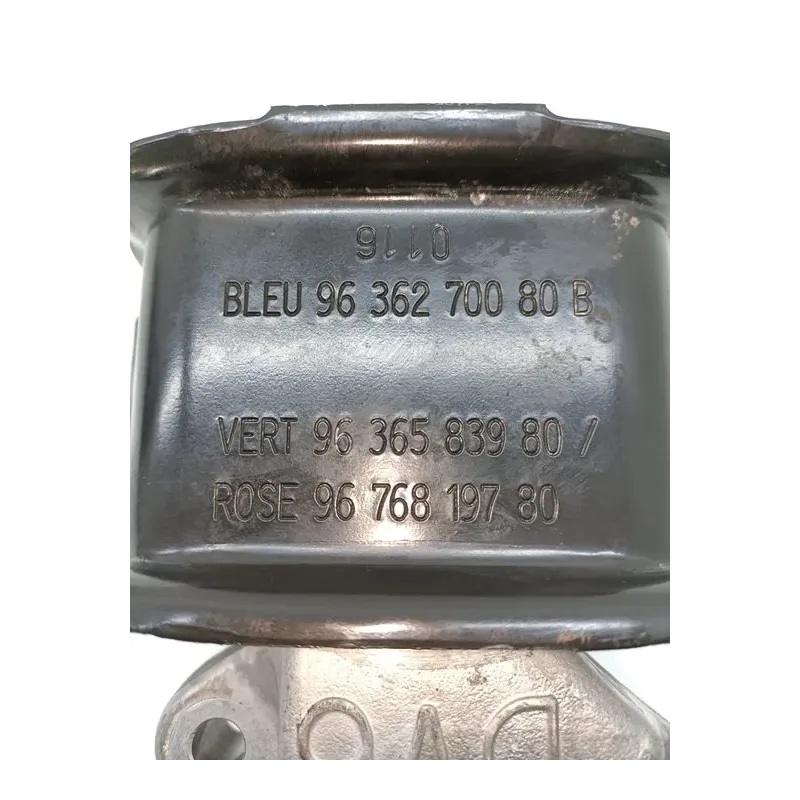 0116
BLEU 96 362 700 80 B
VERT 96 365 839 80 /
ROSE 96 768 197 80